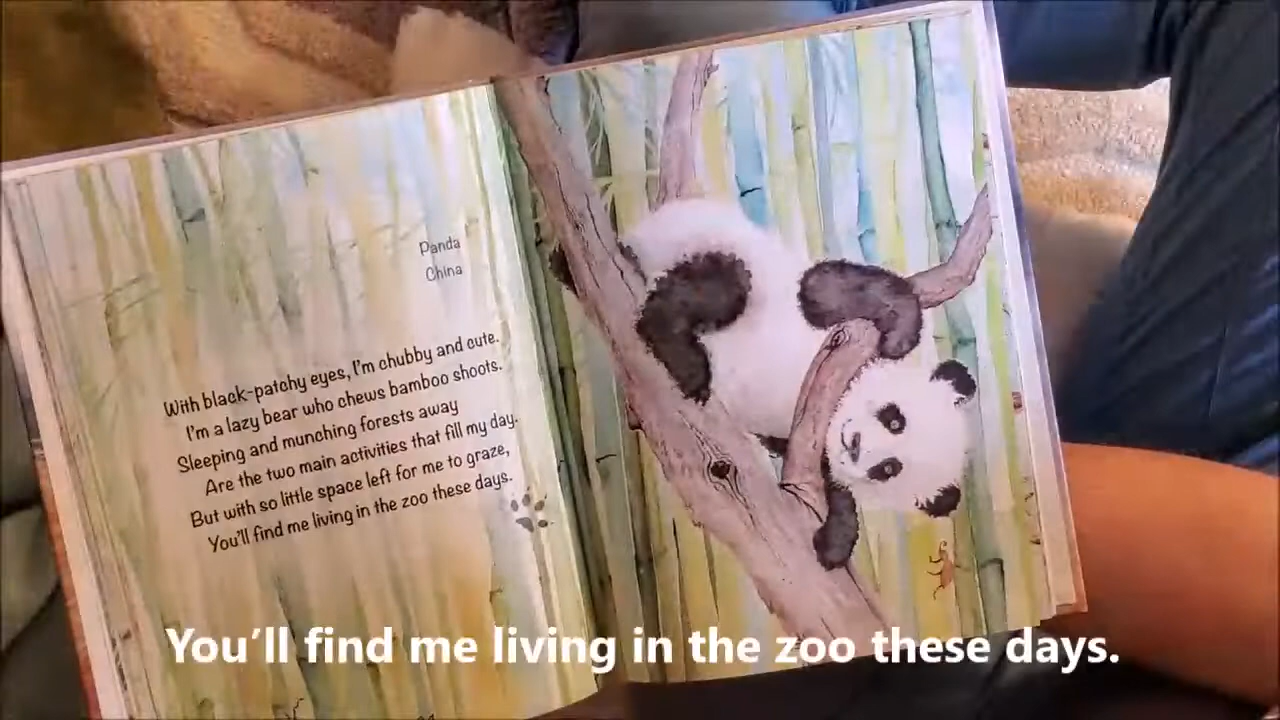 Panda
China
With black-patchy eyes, I'm chubby and cute.
I'm a lazy bear who chews bamboo shoots.
Sleeping and munching forests away
Are the two main activities that fill my day.
But with so little space left for me to graze,
You'll find me living in the zoo these days.
You'll find me living in the zoo these days.